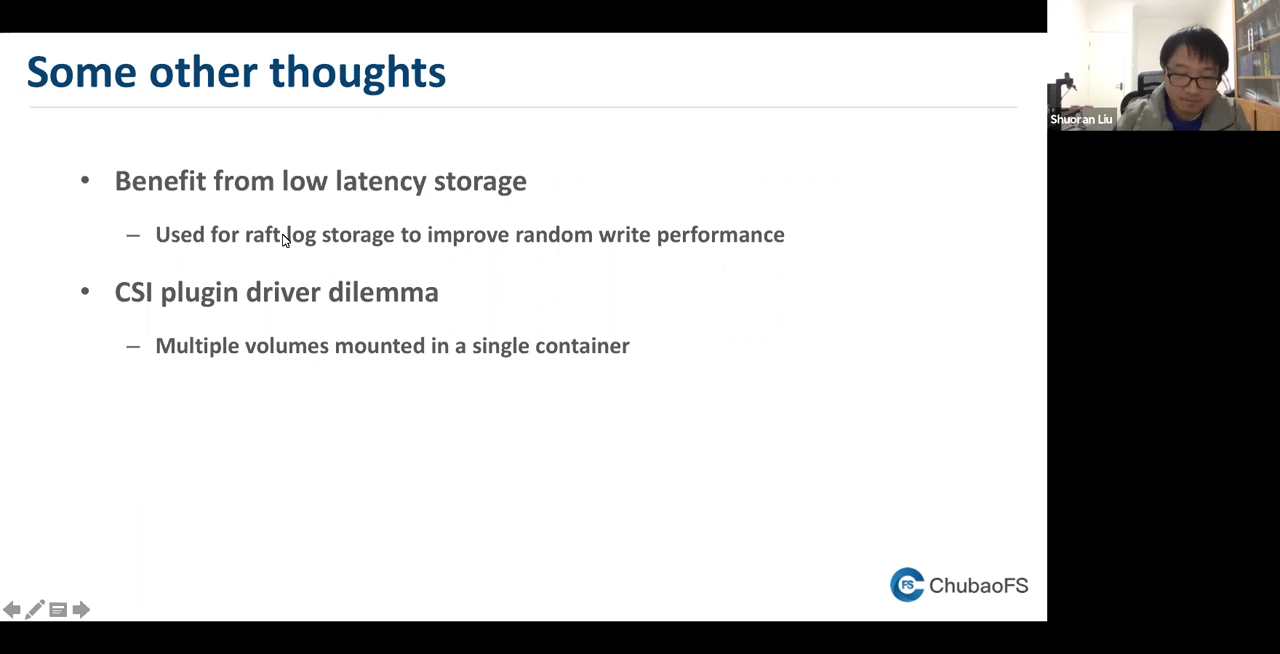 Some other thoughts
• Benefit from low latency storage
– Used for raft log storage to improve random write performance
• CSI plugin driver dilemma
– Multiple volumes mounted in a single container
FS ChubaoFS
Shuoran Liu